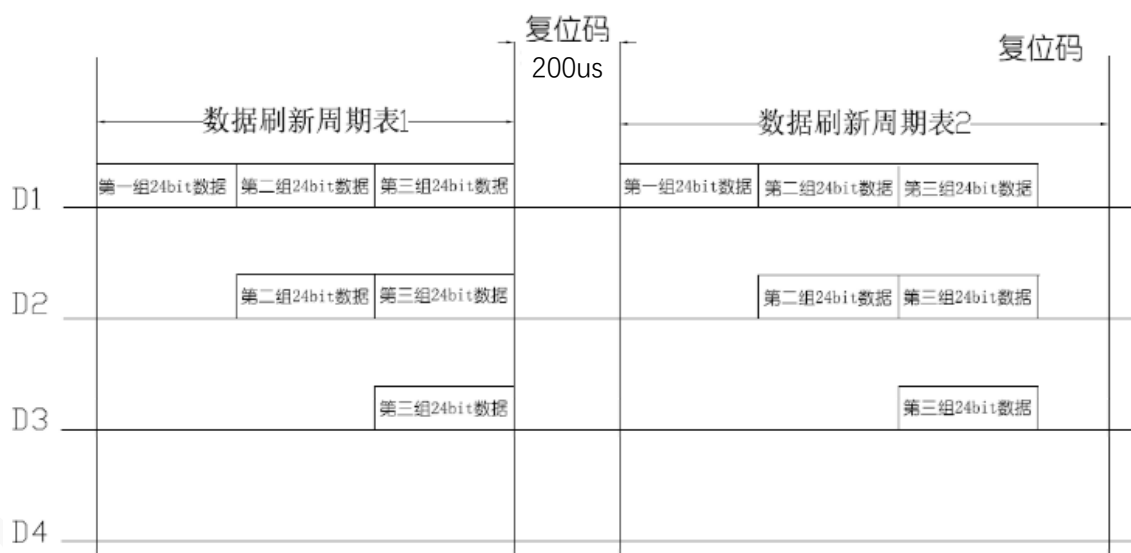 复位码
200us
复位码
数据刷新周期表1
数据刷新周期表2
D1
第一组24bit数据
第二组24bit数据
第三组24bit数据
第一组24bit数据
第二组24bit数据
第三组24bit数据
D2
第二组24bit数据
第三组24bit数据
第二组24bit数据
第三组24bit数据
D3
第三组24bit数据
第三组24bit数据
D4